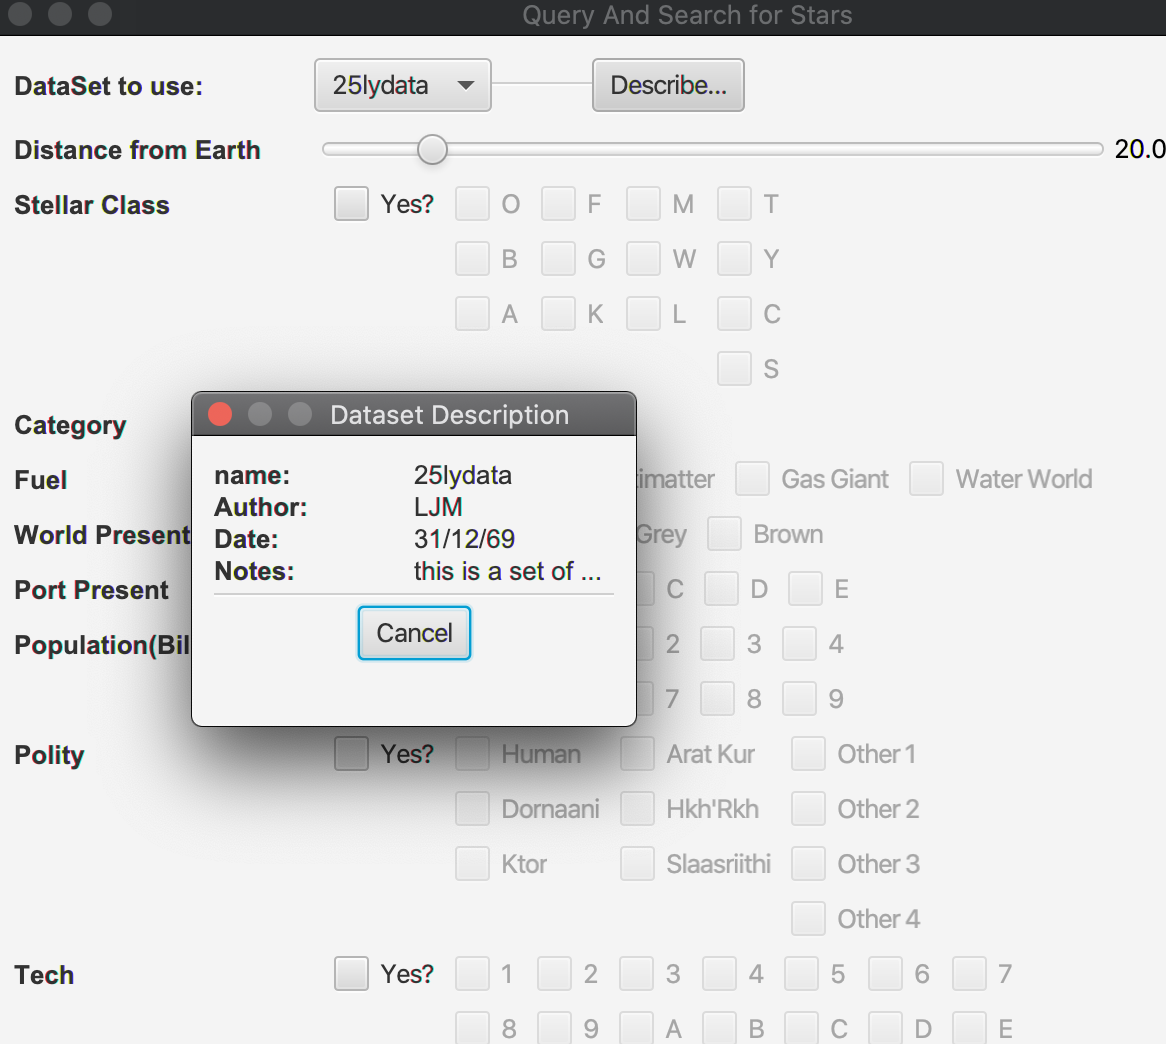 Query And Search for Stars
DataSet to use: 25lydata Describe...
Distance from Earth 20.0
Stellar Class Yes? O F M T
B G W Y
A K L C
S
Category
Fuel Gas Giant Water World
World Present Grey Brown
Port Present C D E
2 3 4
7 8 9
Dataset Description
name: 25lydata
Author: LJM
Date: 31/12/69
Notes: this is a set of ...
Cancel
Polity Yes? Human Arat Kur Other 1
Dornaani Hkh'Rkh Other 2
Ktor Slaasriithi Other 3
Other 4
Tech Yes? 1 2 3 4 5 6 7
8 9 A B C D E